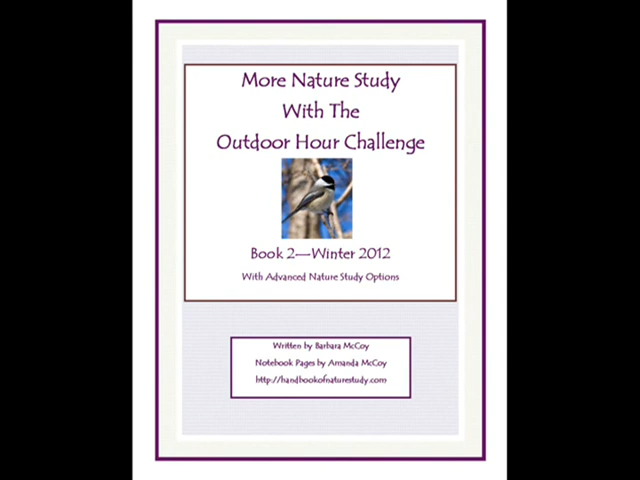 More Nature Study
With The
Outdoor Hour Challenge
Book 2—Winter 2012
With Advanced Nature Study Options
Written by Barbara McCoy
Notebook Pages by Amanda McCoy
http://handbookofnaturestudy.com